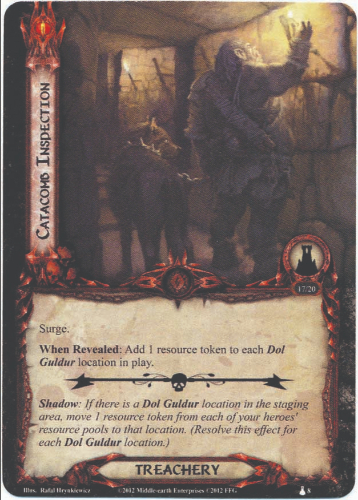 CATACOMB INSPECTION
17/20
Surge.
When Revealed: Add 1 resource token to each Dol
Guldur location in play.
Shadow: If there is a Dol Guldur location in the staging
area, move 1 resource token from each of your heroes'
resource pools to that location. (Resolve this effect for
each Dol Guldur location.)
TREACHERY
Illus. Rafał Hrynkiewicz
©2012 Middle-earth Enterprises ©2012 FFG
8